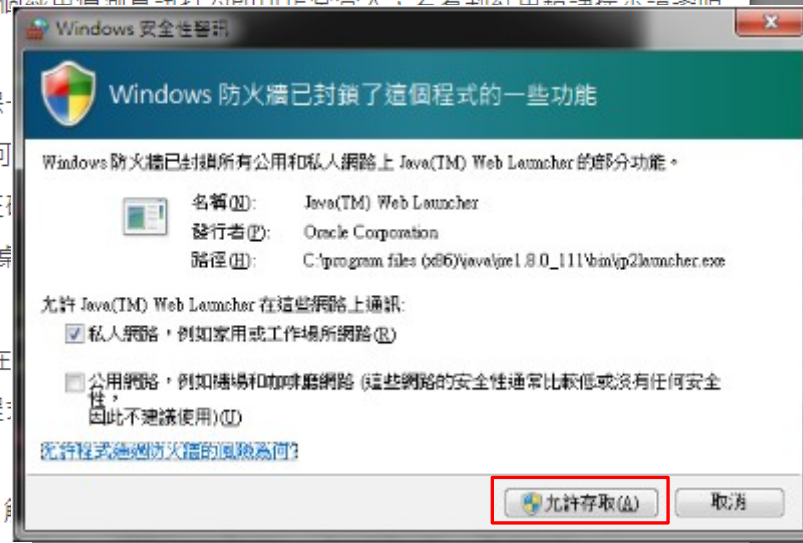 Windows 安全性警訊
Windows 防火牆已封鎖了這個程式的一些功能
Windows 防火牆已封鎖所有公用和私人網路上 Java(TM) Web Launcher 的部分功能。
名稱(N): Java(TM) Web Launcher
發行者(P): Oracle Corporation
路徑(H): C:\program files (x86)\java\jre1.8.0_111\bin\jp2launcher.exe
允許 Java(TM) Web Launcher 在這些網路上通訊:
私人網路，例如家用或工作場所網路(R)
公用網路，例如機場和咖啡廳網路 (這些網路的安全性通常比較低或沒有任何安全
性，
因此不建議使用)(U)
允許程式通過防火牆的風險為何?
允許存取(A)
取消